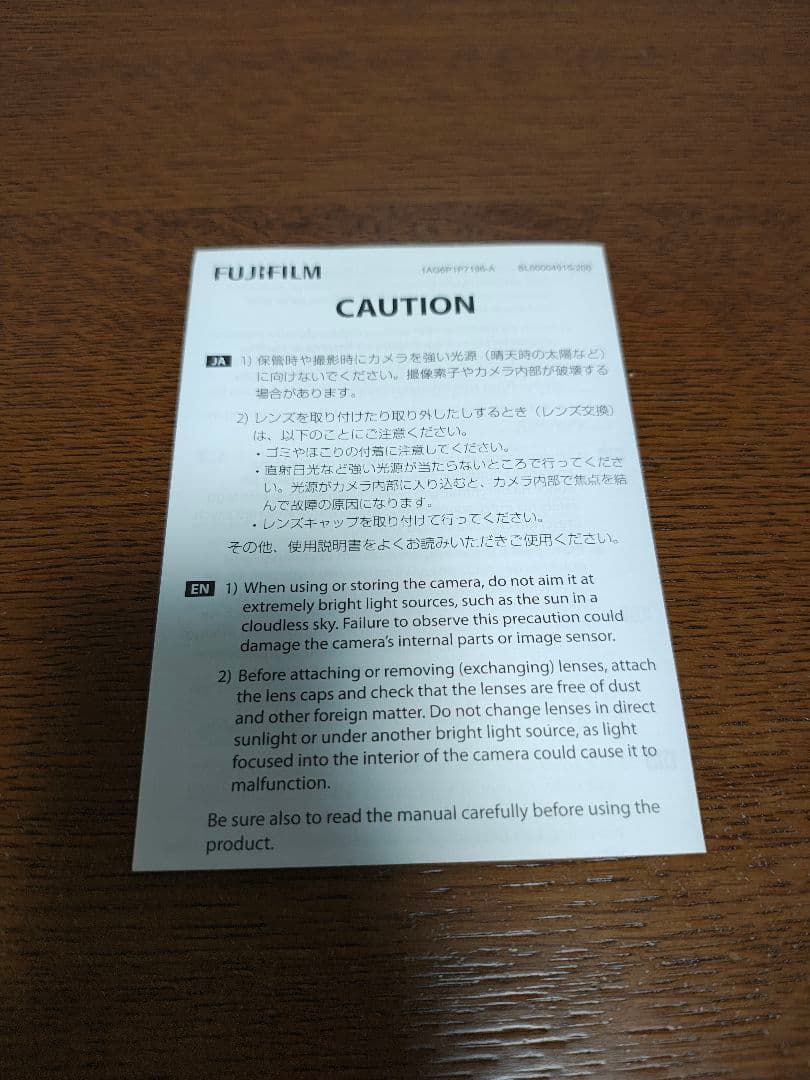 FUJIFILM
CAUTION
JA 1) 保管時や撮影時にカメラを強い光源（晴天時の太陽など）
に向けないでください。撮像素子やカメラ内部が破壊する
場合があります。
2) レンズを取り付けたり取り外したしするとき（レンズ交換）
は、以下のことにご注意ください。
・ゴミやほこりの付着に注意してください。
・直射日光など強い光源が当たらないところで行ってくださ
い。光源がカメラ内部に入り込むと、カメラ内部で焦点を結
んで故障の原因になります。
・レンズキャップを取り付けて行ってください。
その他、使用説明書をよくお読みいただきご使用ください。
EN 1) When using or storing the camera, do not aim it at
extremely bright light sources, such as the sun in a
cloudless sky. Failure to observe this precaution could
damage the camera's internal parts or image sensor.
2) Before attaching or removing (exchanging) lenses, attach
the lens caps and check that the lenses are free of dust
and other foreign matter. Do not change lenses in direct
sunlight or under another bright light source, as light
focused into the interior of the camera could cause it to
malfunction.
Be sure also to read the manual carefully before using the
product.